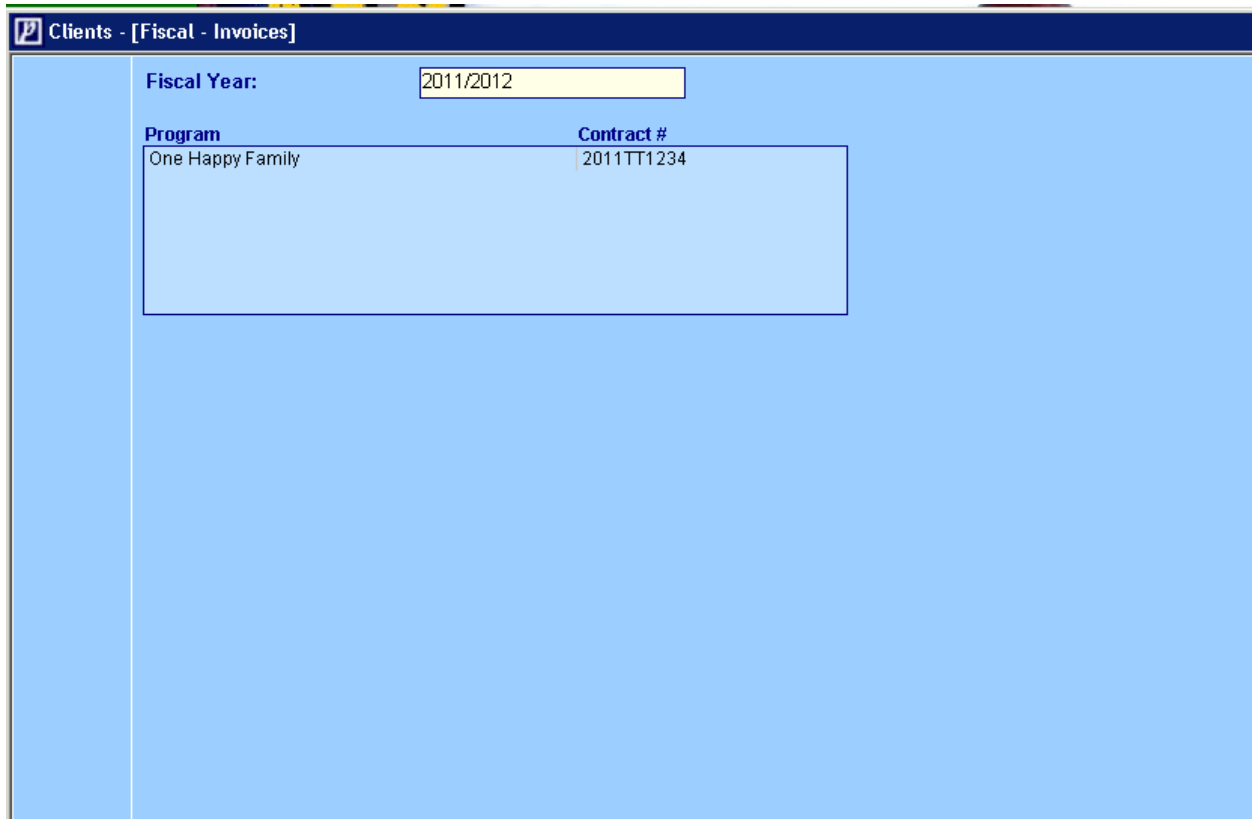 Clients - [Fiscal - Invoices]
Fiscal Year: 2011/2012
Program Contract #
One Happy Family 2011TT1234